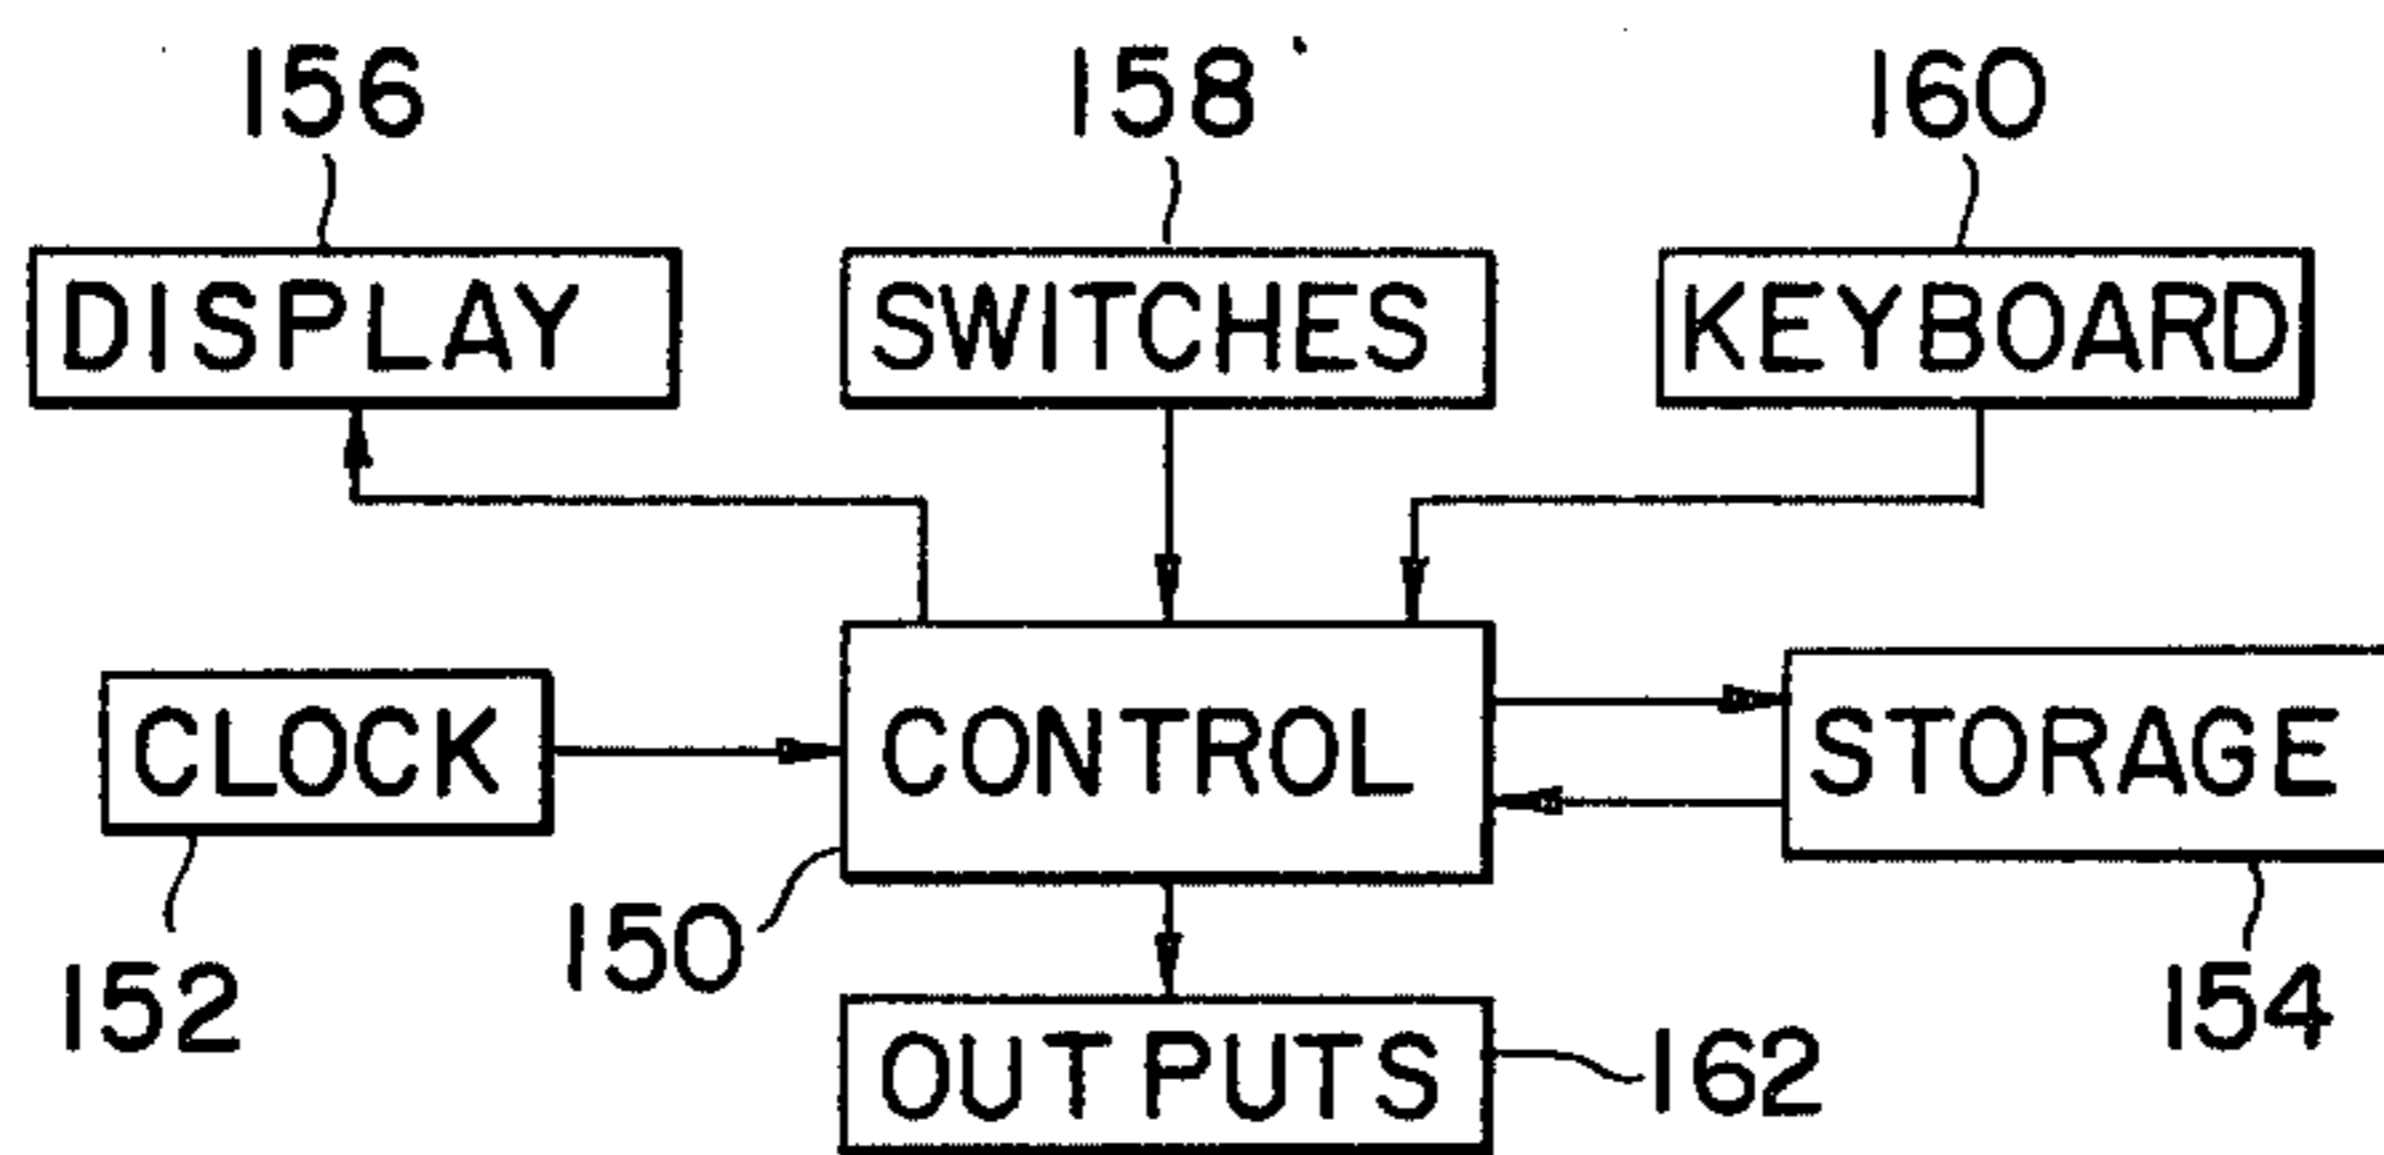 156
158
160
DISPLAY
SWITCHES
KEYBOARD
CLOCK
CONTROL
STORAGE
150
152
154
OUTPUTS
162